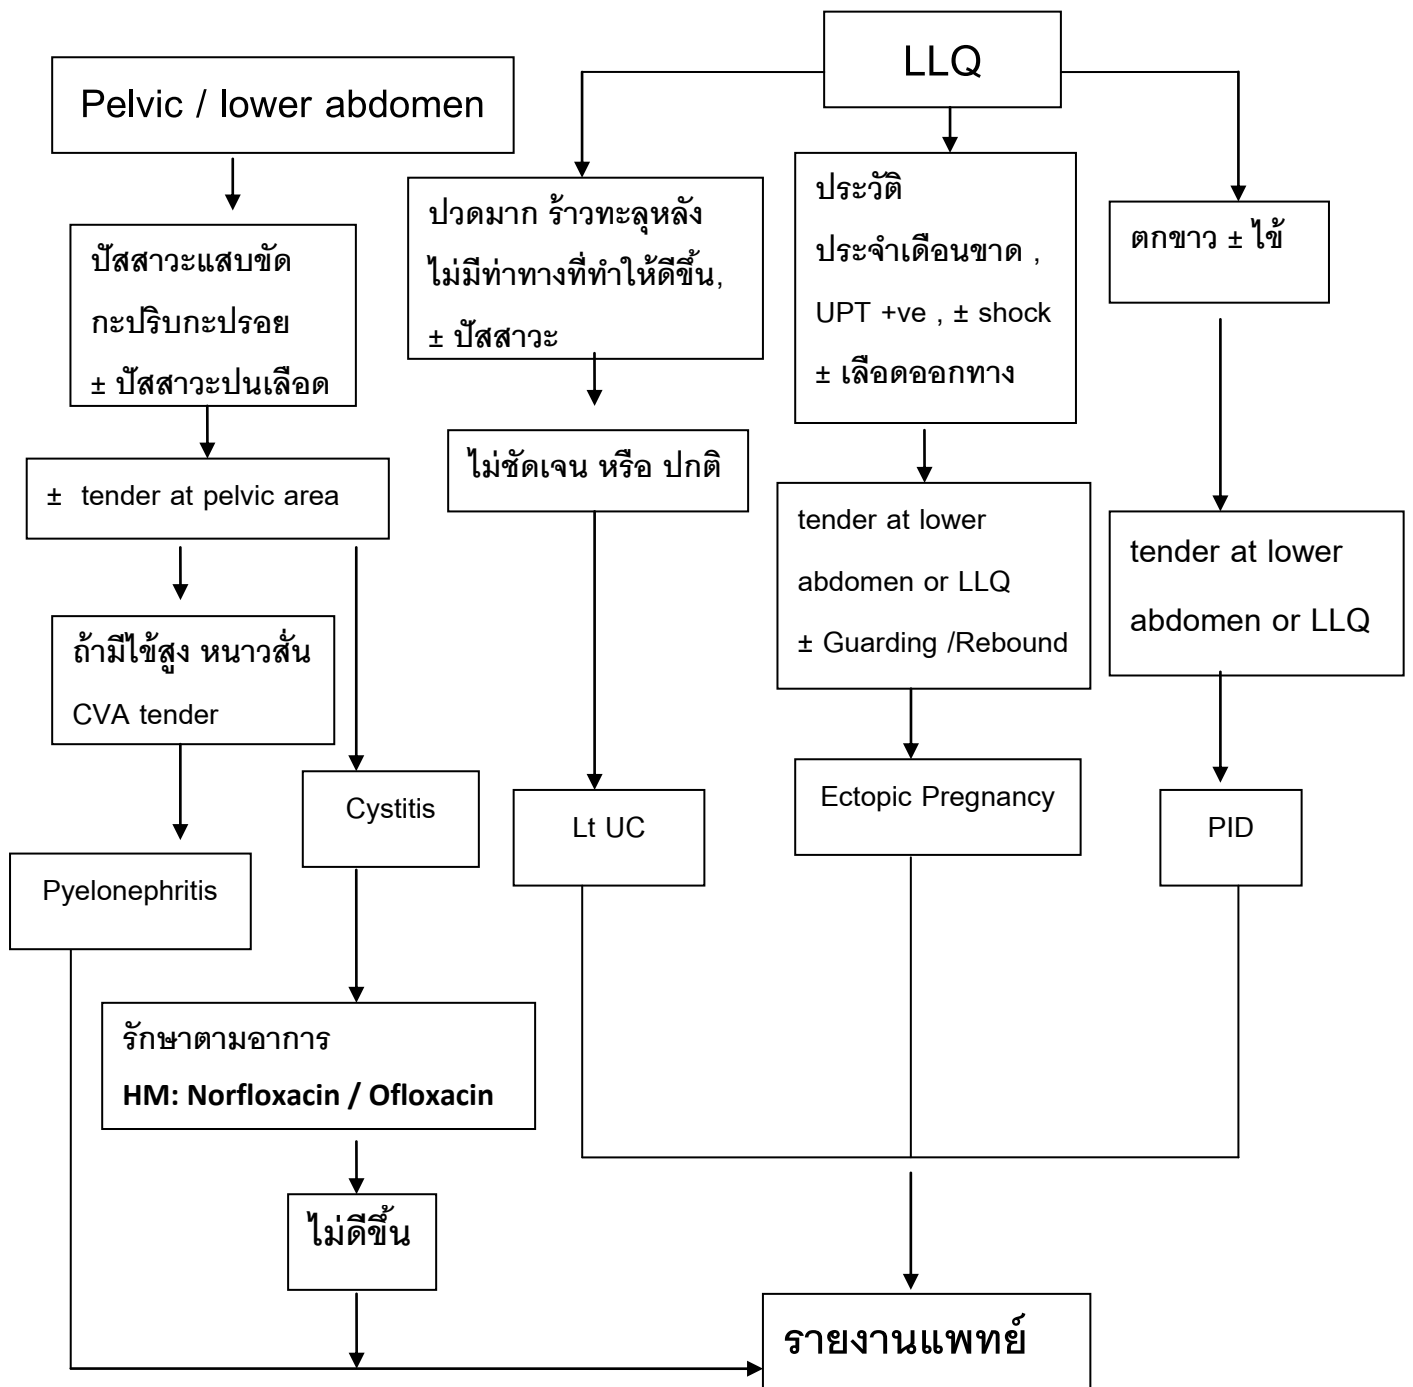 Pelvic / lower abdomen
ปัสสาวะแสบขัด
กะปริบกะปรอย
± ปัสสาวะปนเลือด
± tender at pelvic area
ถ้ามีไข้สูง หนาวสั่น
CVA tender
Pyelonephritis
Cystitis
รักษาตามอาการ
HM: Norfloxacin / Ofloxacin
ไม่ดีขึ้น
LLQ
ปวดมาก ร้าวทะลุหลัง
ไม่มีท่าทางที่ทำให้ดีขึ้น,
± ปัสสาวะ
ไม่ชัดเจน หรือ ปกติ
Lt UC
ประวัติ
ประจำเดือนขาด ,
UPT +ve , ± shock
± เลือดออกทาง
tender at lower
abdomen or LLQ
± Guarding /Rebound
Ectopic Pregnancy
ตกขาว ± ไข้
tender at lower
abdomen or LLQ
PID
รายงานแพทย์